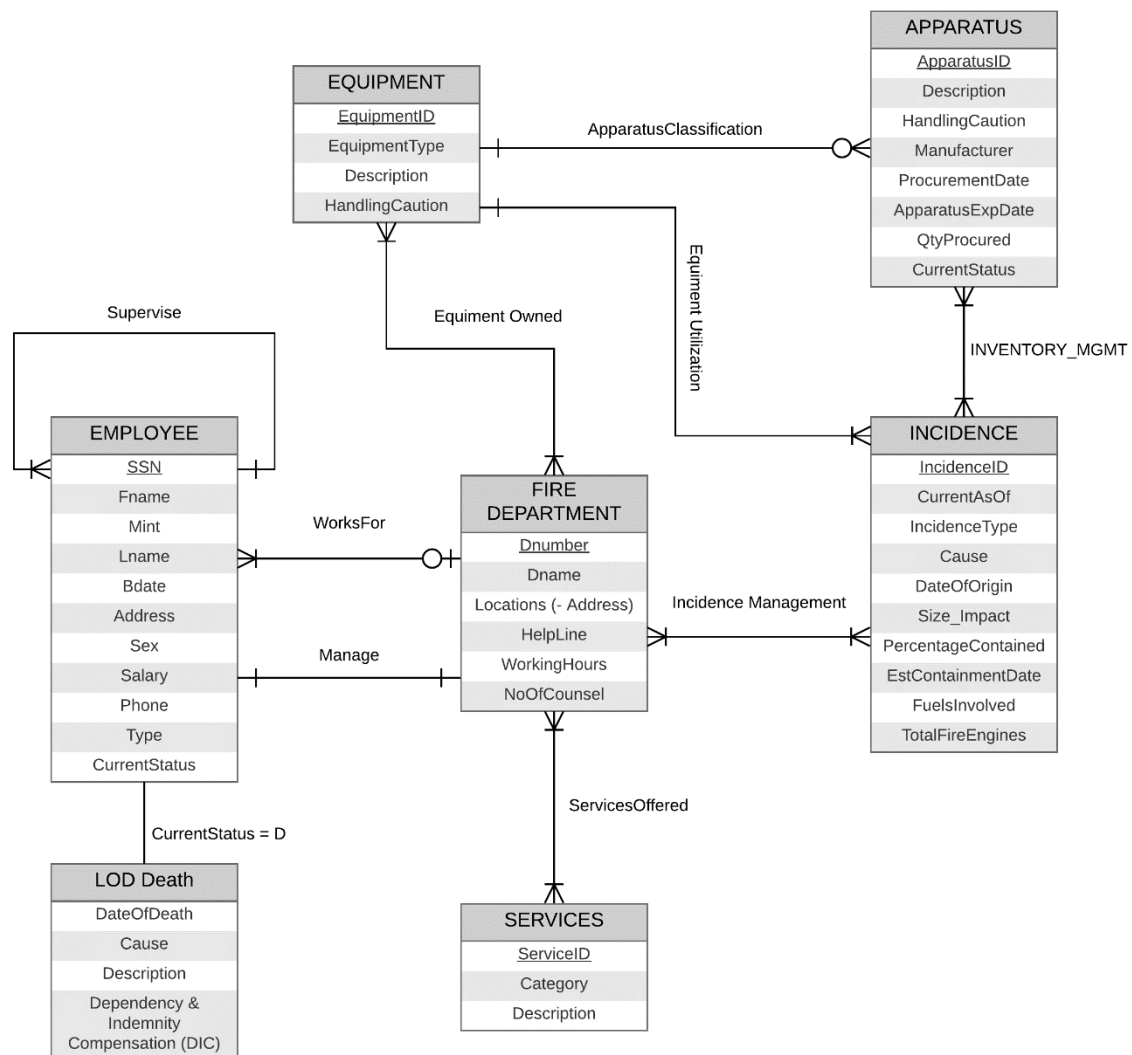 APPARATUS
ApparatusID
Description
HandlingCaution
Manufacturer
ProcurementDate
ApparatusExpDate
QtyProcured
CurrentStatus
EQUIPMENT
EquipmentID
EquipmentType
Description
HandlingCaution
ApparatusClassification
Equiment Utilization
Equiment Owned
INVENTORY_MGMT
Supervise
EMPLOYEE
SSN
Fname
Mint
Lname
Bdate
Address
Sex
Salary
Phone
Type
CurrentStatus
WorksFor
Manage
FIRE
DEPARTMENT
Dnumber
Dname
Locations (- Address)
HelpLine
WorkingHours
NoOfCounsel
Incidence Management
INCIDENCE
IncidenceID
CurrentAsOf
IncidenceType
Cause
DateOfOrigin
Size_Impact
PercentageContained
EstContainmentDate
FuelsInvolved
TotalFireEngines
CurrentStatus = D
LOD Death
DateOfDeath
Cause
Description
Dependency &
Indemnity
Compensation (DIC)
ServicesOffered
SERVICES
ServiceID
Category
Description